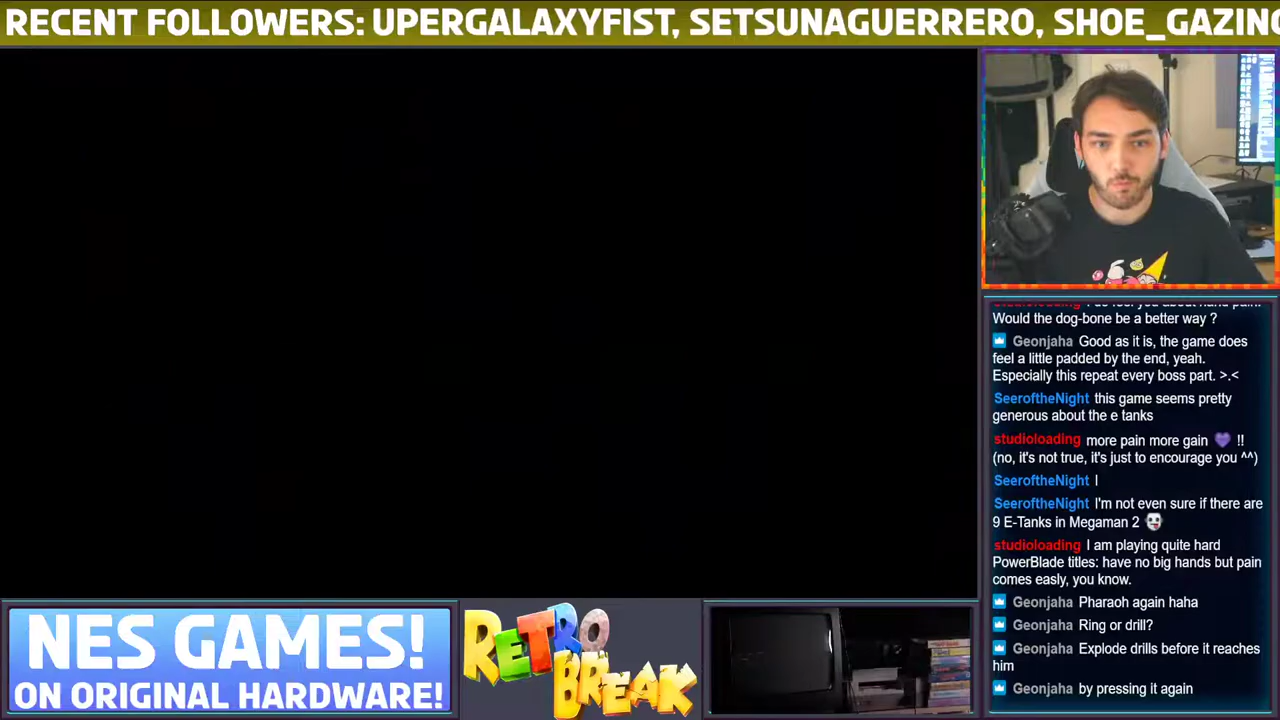 RECENT FOLLOWERS: UPERGALAXYFIST, SETSUNAGUERRERO, SHOE_GAZING
Would the dog-bone be a better way ?
Geonjaha Good as it is, the game does
feel a little padded by the end, yeah.
Especially this repeat every boss part. >.<
SeeroftheNight this game seems pretty
generous about the e tanks
studioloading more pain more gain 💜 !!
(no, it's not true, it's just to encourage you ^^)
SeeroftheNight I
SeeroftheNight I'm not even sure if there are
9 E-Tanks in Megaman 2
studioloading I am playing quite hard
PowerBlade titles: have no big hands but pain
comes easily, you know.
Geonjaha Pharaoh again haha
Geonjaha Ring or drill?
Geonjaha Explode drills before it reaches
him
Geonjaha by pressing it again
NES GAMES!
ON ORIGINAL HARDWARE!
RETRO
BREAK